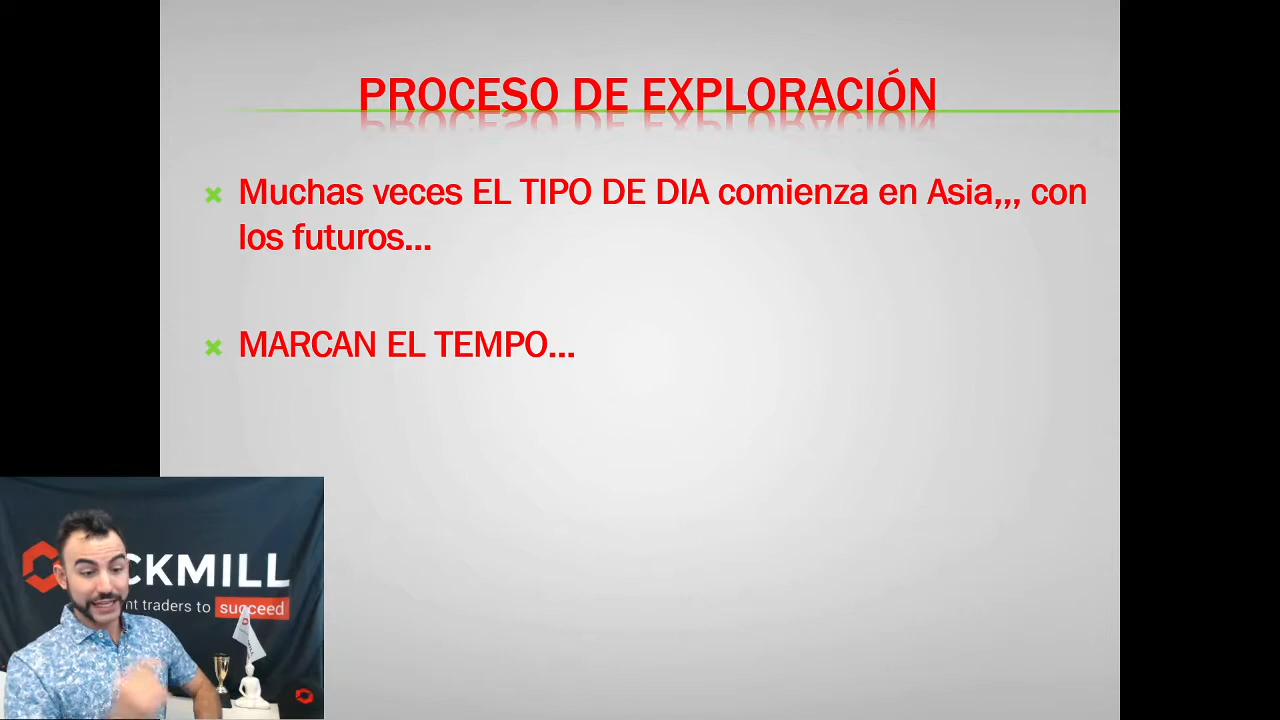 PROCESO DE EXPLORACIÓN
Muchas veces EL TIPO DE DIA comienza en Asia,,, con
los futuros...
MARCAN EL TEMPO...
CKMILL
nt traders to succeed